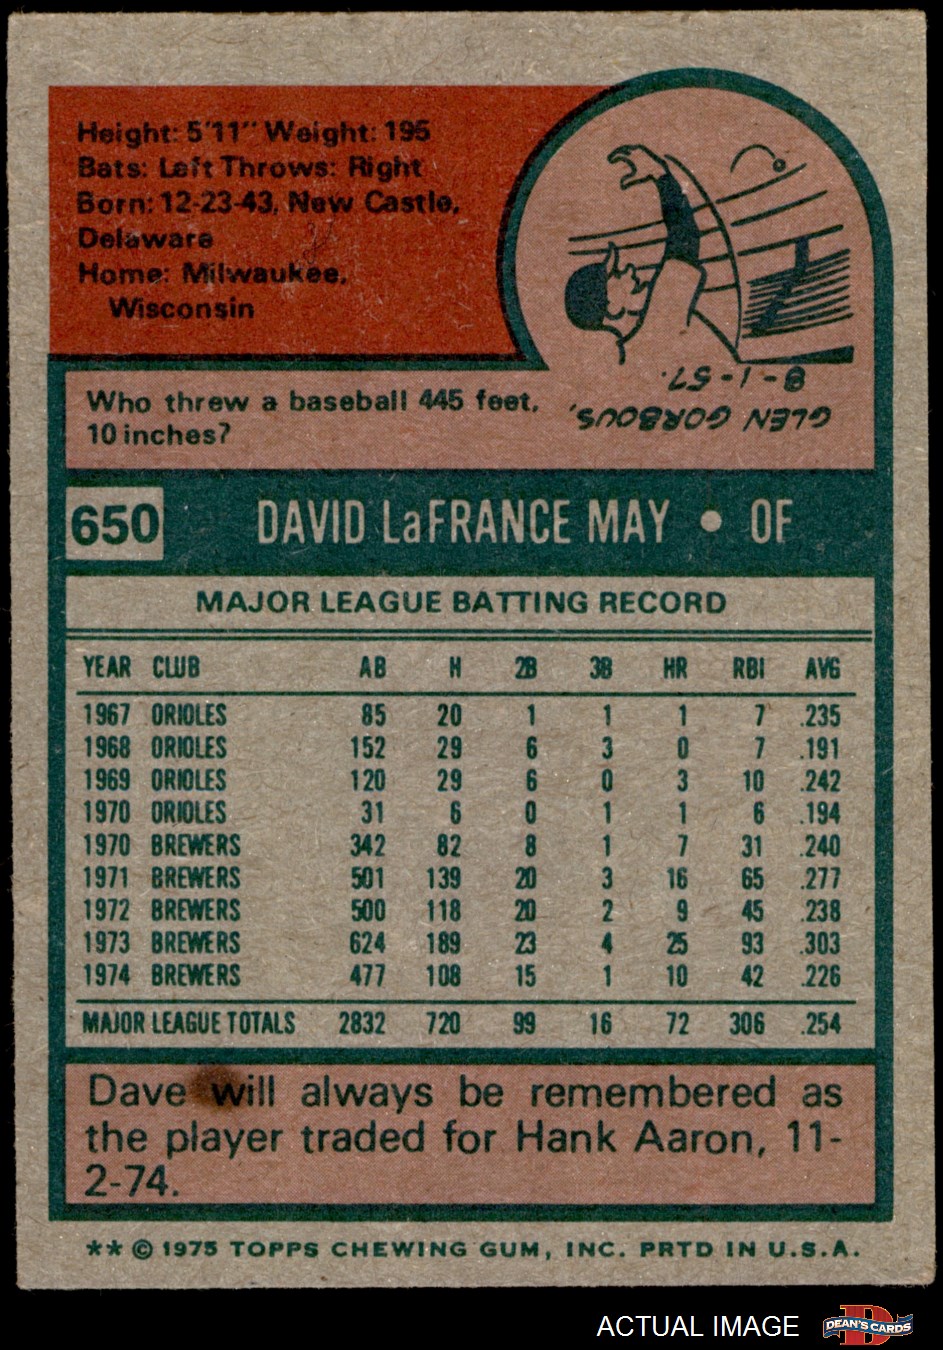 Height: 5'11" Weight: 195
Bats: Left Throws: Right
Born: 12-23-43, New Castle,
Delaware
Home: Milwaukee,
Wisconsin
Who threw a baseball 445 feet,
10 inches?
GLEN GORBOUS,
8-1-57.
650 DAVID LaFRANCE MAY • OF
MAJOR LEAGUE BATTING RECORD
YEAR CLUB AB H 2B 3B HR RBI AVG
1967 ORIOLES 85 20 1 1 1 7 .235
1968 ORIOLES 152 29 6 3 0 7 .191
1969 ORIOLES 120 29 6 0 3 10 .242
1970 ORIOLES 31 6 0 1 1 6 .194
1970 BREWERS 342 82 8 1 7 31 .240
1971 BREWERS 501 139 20 3 16 65 .277
1972 BREWERS 500 118 20 2 9 45 .238
1973 BREWERS 624 189 23 4 25 93 .303
1974 BREWERS 477 108 15 1 10 42 .226
MAJOR LEAGUE TOTALS 2832 720 99 16 72 306 .254
Dave will always be remembered as
the player traded for Hank Aaron, 11-
2-74.
** © 1975 TOPPS CHEWING GUM, INC. PRTD IN U.S.A.
ACTUAL IMAGE
DEAN'S CARDS